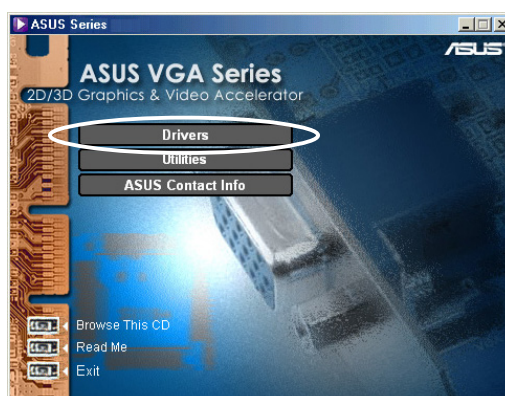 ASUS Series
ASUS
ASUS VGA Series
2D/3D Graphics & Video Accelerator
Drivers
Utilities
ASUS Contact Info
Browse This CD
Read Me
Exit